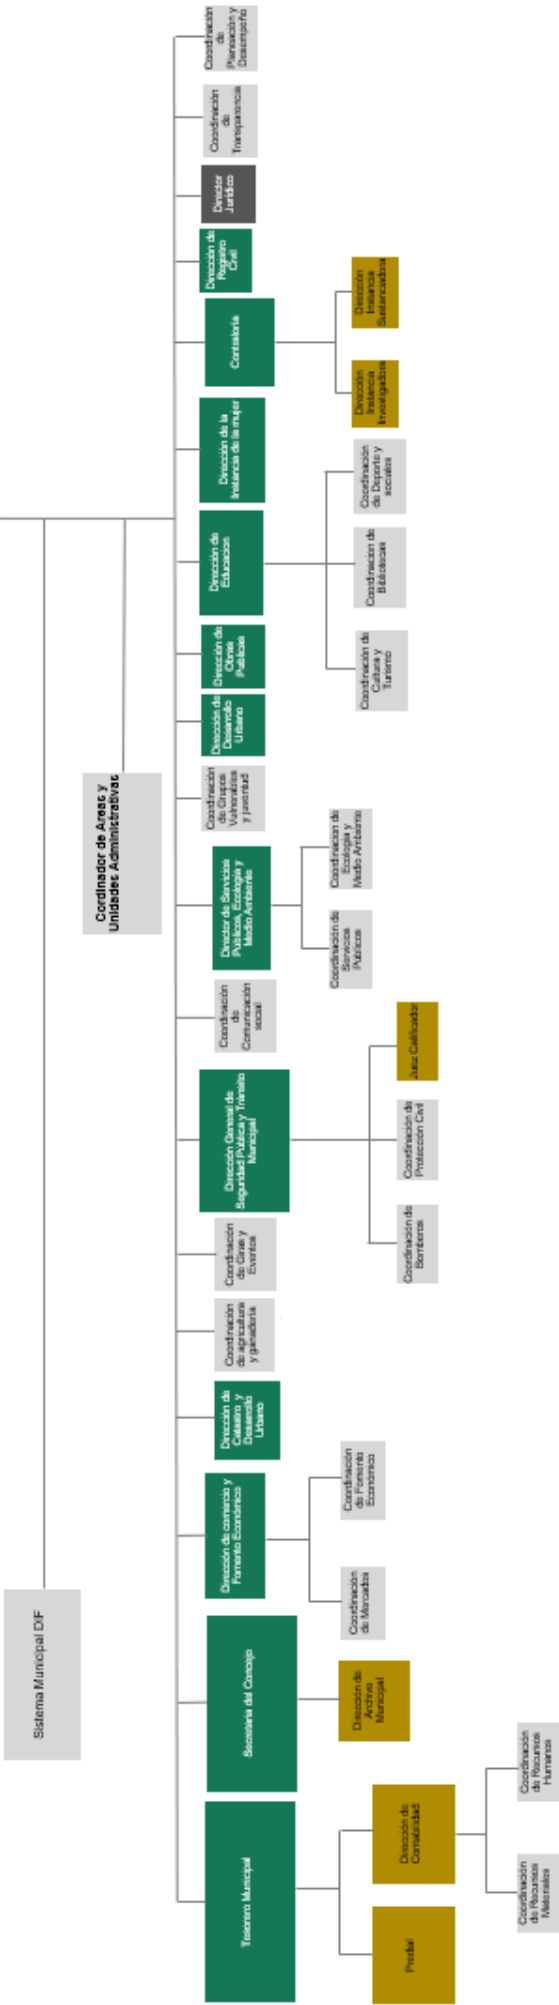 Sistema Municipal DIF
Cordinador de Areas y
Unidades Administrativas
Tesorero Municipal
Secretaria del Concejo
Dirección de comercio y
Fomento Económico
Dirección de
Catastro y
Desarrollo
Urbano
Coordinación
de agricultura
y ganadería
Coordinación
de Giras y
Eventos
Dirección General de
Seguridad Pública y Tránsito
Municipal
Coordinación
de
Comunicación
social
Director de Servicios
Públicos, Ecología y
Medio Ambiente
Coordinación
de Grupos
Vulnerables
y juventud
Dirección de
Desarrollo
Urbano
Dirección de
Obras
Publicas
Dirección de
Educacion
Dirección de la
Instancia de la mujer
Contraloría
Dirección de
Registro
Civil
Director
Jurídico
Coordinación
de
Transparencia
Coordinación
de
Planeación y
Desempeño
Predial
Dirección de
Contabilidad
Dirección de
Archivo
Municipal
Coordinación
de Mercados
Coordinación
de Fomento
Económico
Coordinación de
Bomberos
Coordinación de
Protección Civil
Juez Calificador
Coordinación de
Servicios
Publicos
Coordinacion de
Ecología y
Medio Ambiente
Coordinación de
Cultura y
Turismo
Coordinación de
Bibliotecas
Coordinación
de Deporte y
sociales
Dirección
Instancia
Investigadora
Dirección
Instancia
Sustanciadora
Coordinación
de Recursos
Materiales
Coordinación
de Recursos
Humanos